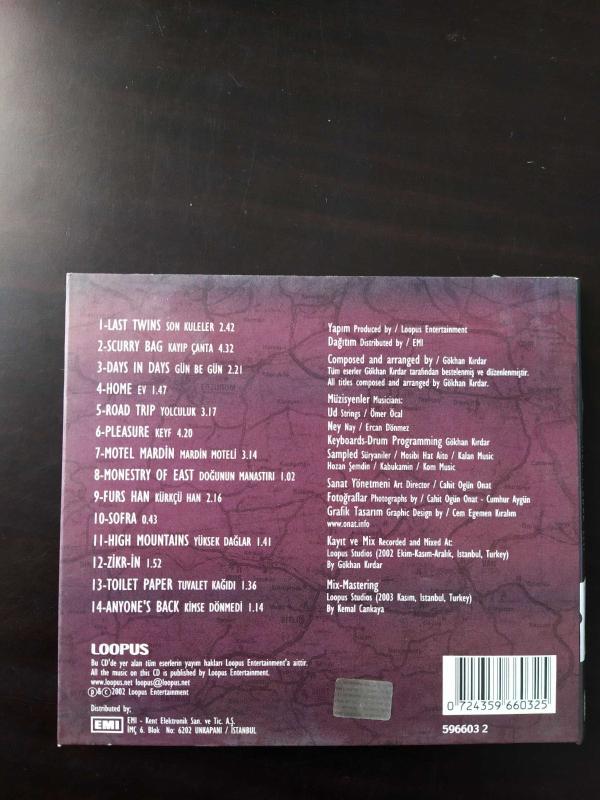 1-LAST TWINS SON KULELER 2.42
2-SCURRY BAG KAYIP ÇANTA 4.32
3-DAYS IN DAYS GÜN BE GÜN 2.21
4-HOME EV 1.47
5-ROAD TRIP YOLCULUK 3.17
6-PLEASURE KEYF 4.20
7-MOTEL MARDİN MARDİN MOTELİ 3.14
8-MONESTRY OF EAST DOĞUNUN MANASTIRI 1.02
9-FURS HAN KÜRKÇÜ HAN 2.16
10-SOFRA 0.43
11-HIGH MOUNTAINS YÜKSEK DAĞLAR 1.41
12-ZİKR-İN 1.52
13-TOILET PAPER TUVALET KAĞIDI 1.36
14-ANYONE'S BACK KİMSE DÖNMEDİ 1.14
Yapım Produced by / Loopus Entertainment
Dağıtım Distributed by / EMI
Composed and arranged by / Gökhan Kırdar
Tüm eserler Gökhan Kırdar tarafından bestelenmiş ve düzenlenmiştir.
All titles composed and arranged by Gökhan Kırdar.
Müzisyenler Musicians:
Ud Strings / Ömer Öcal
Ney Nay / Ercan Dönmez
Keyboards-Drum Programming Gökhan Kırdar
Sampled Süryaniler / Mosibi Hat Aito / Kalan Music
Hozan Şemdin / Kabukamin / Kom Music
Sanat Yönetmeni Art Director / Cahit Ogün Onat
Fotoğraflar Photographs by / Cahit Ogün Onat - Cumhur Aygün
Grafik Tasarım Graphic Design by / Cem Egemen Kıralım
www.onat.info
Kayıt ve Mix Recorded and Mixed At:
Loopus Studios (2002 Ekim-Kasım-Aralık, Istanbul, Turkey)
By Gökhan Kırdar
Mix-Mastering
Loopus Studios (2003 Kasım, Istanbul, Turkey)
By Kemal Cankaya
LOOPUS
Bu CD'de yer alan tüm eserlerin yayım hakları Loopus Entertainment'a aittir.
All the music on this CD is published by Loopus Entertainment.
www.loopus.net loopus@loopus.net
℗&© 2002 Loopus Entertainment
Distributed by:
EMI
EMI - Kent Elektronik San. ve Tic. A.Ş.
İMÇ 6. Blok No: 6202 UNKAPANI / İSTANBUL
0 724359 660325
596603 2